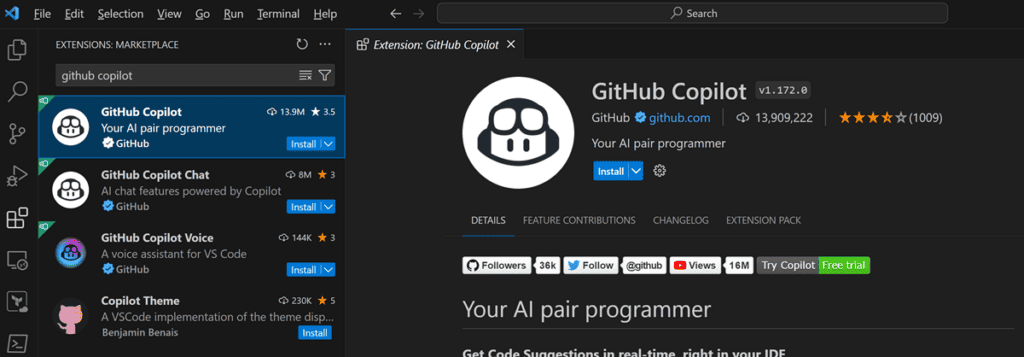 File Edit Selection View Go Run Terminal Help
Search
EXTENSIONS: MARKETPLACE
github copilot
GitHub Copilot 13.9M 3.5
Your AI pair programmer
GitHub Install
GitHub Copilot Chat 8M 3
AI chat features powered by Copilot
GitHub Install
GitHub Copilot Voice 144K 3
A voice assistant for VS Code
GitHub Install
Copilot Theme 230K 5
A VSCode implementation of the theme disp...
Benjamin Benais Install
Extension: GitHub Copilot
GitHub Copilot v1.172.0
GitHub github.com 13,909,222 (1009)
Your AI pair programmer
Install
DETAILS FEATURE CONTRIBUTIONS CHANGELOG EXTENSION PACK
Followers 36k Follow @github Views 16M Try Copilot Free trial
Your AI pair programmer
Get Code Suggestions in real-time, right in your IDE